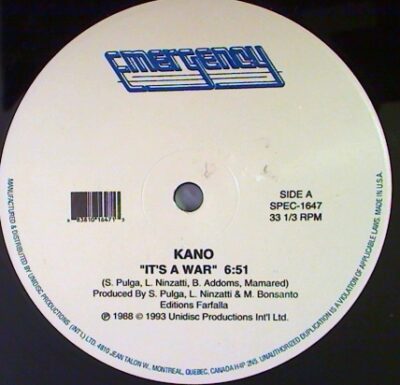 Emergency
SIDE A
SPEC-1647
33 1/3 RPM
KANO
"IT'S A WAR" 6:51
(S. Pulga, L. Ninzatti, B. Addoms, Mamared)
Produced By S. Pulga, L. Ninzatti & M. Bonsanto
Editions Farfalla
℗ 1988 © 1993 Unidisc Productions Int'l Ltd.
MANUFACTURED & DISTRIBUTED BY UNIDISC PRODUCTIONS (INT'L) LTD. 4810 JEAN TALON W., MONTREAL, QUEBEC, CANADA H4P 2N5. UNAUTHORIZED DUPLICATION IS A VIOLATION OF APPLICABLE LAWS. MADE IN U.S.A.